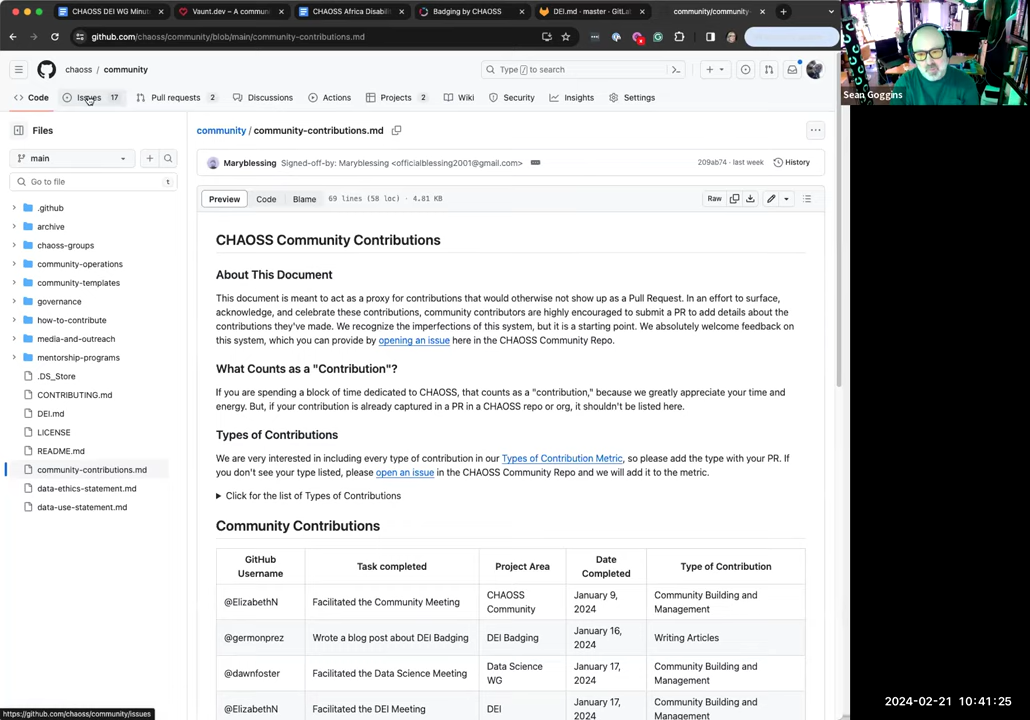 CHAOSS DEI WG Minut
Vaunt.dev – A commun
CHAOSS Africa Disabili
Badging by CHAOSS
DEI.md · master · GitLab
community/community-
github.com/chaoss/community/blob/main/community-contributions.md
chaoss / community
Type / to search
Code
Issues 17
Pull requests 2
Discussions
Actions
Projects 2
Wiki
Security
Insights
Settings
Sean Goggins
Files
main
Go to file
t
.github
archive
chaoss-groups
community-operations
community-templates
governance
how-to-contribute
media-and-outreach
mentorship-programs
.DS_Store
CONTRIBUTING.md
DEI.md
LICENSE
README.md
community-contributions.md
data-ethics-statement.md
data-use-statement.md
community / community-contributions.md
Maryblessing Signed-off-by: Maryblessing <officialblessing2001@gmail.com>
209ab74 · last week
History
Preview
Code
Blame
69 lines (58 loc) · 4.81 KB
Raw
CHAOSS Community Contributions
About This Document
This document is meant to act as a proxy for contributions that would otherwise not show up as a Pull Request. In an effort to surface,
acknowledge, and celebrate these contributions, community contributors are highly encouraged to submit a PR to add details about the
contributions they've made. We recognize the imperfections of this system, but it is a starting point. We absolutely welcome feedback on
this system, which you can provide by opening an issue here in the CHAOSS Community Repo.
What Counts as a "Contribution"?
If you are spending a block of time dedicated to CHAOSS, that counts as a "contribution," because we greatly appreciate your time and
energy. But, if your contribution is already captured in a PR in a CHAOSS repo or org, it shouldn't be listed here.
Types of Contributions
We are very interested in including every type of contribution in our Types of Contribution Metric, so please add the type with your PR. If
you don't see your type listed, please open an issue in the CHAOSS Community Repo and we will add it to the metric.
Click for the list of Types of Contributions
Community Contributions
GitHub
Username
Task completed
Project Area
Date
Completed
Type of Contribution
@ElizabethN
Facilitated the Community Meeting
CHAOSS
Community
January 9,
2024
Community Building and
Management
@germonprez
Wrote a blog post about DEI Badging
DEI Badging
January 16,
2024
Writing Articles
@dawnfoster
Facilitated the Data Science Meeting
Data Science
WG
January 17,
2024
Community Building and
Management
@ElizabethN
Facilitated the DEI Meeting
DEI
January 17,
2024
Community Building and
Management
https://github.com/chaoss/community/issues
2024-02-21 10:41:25